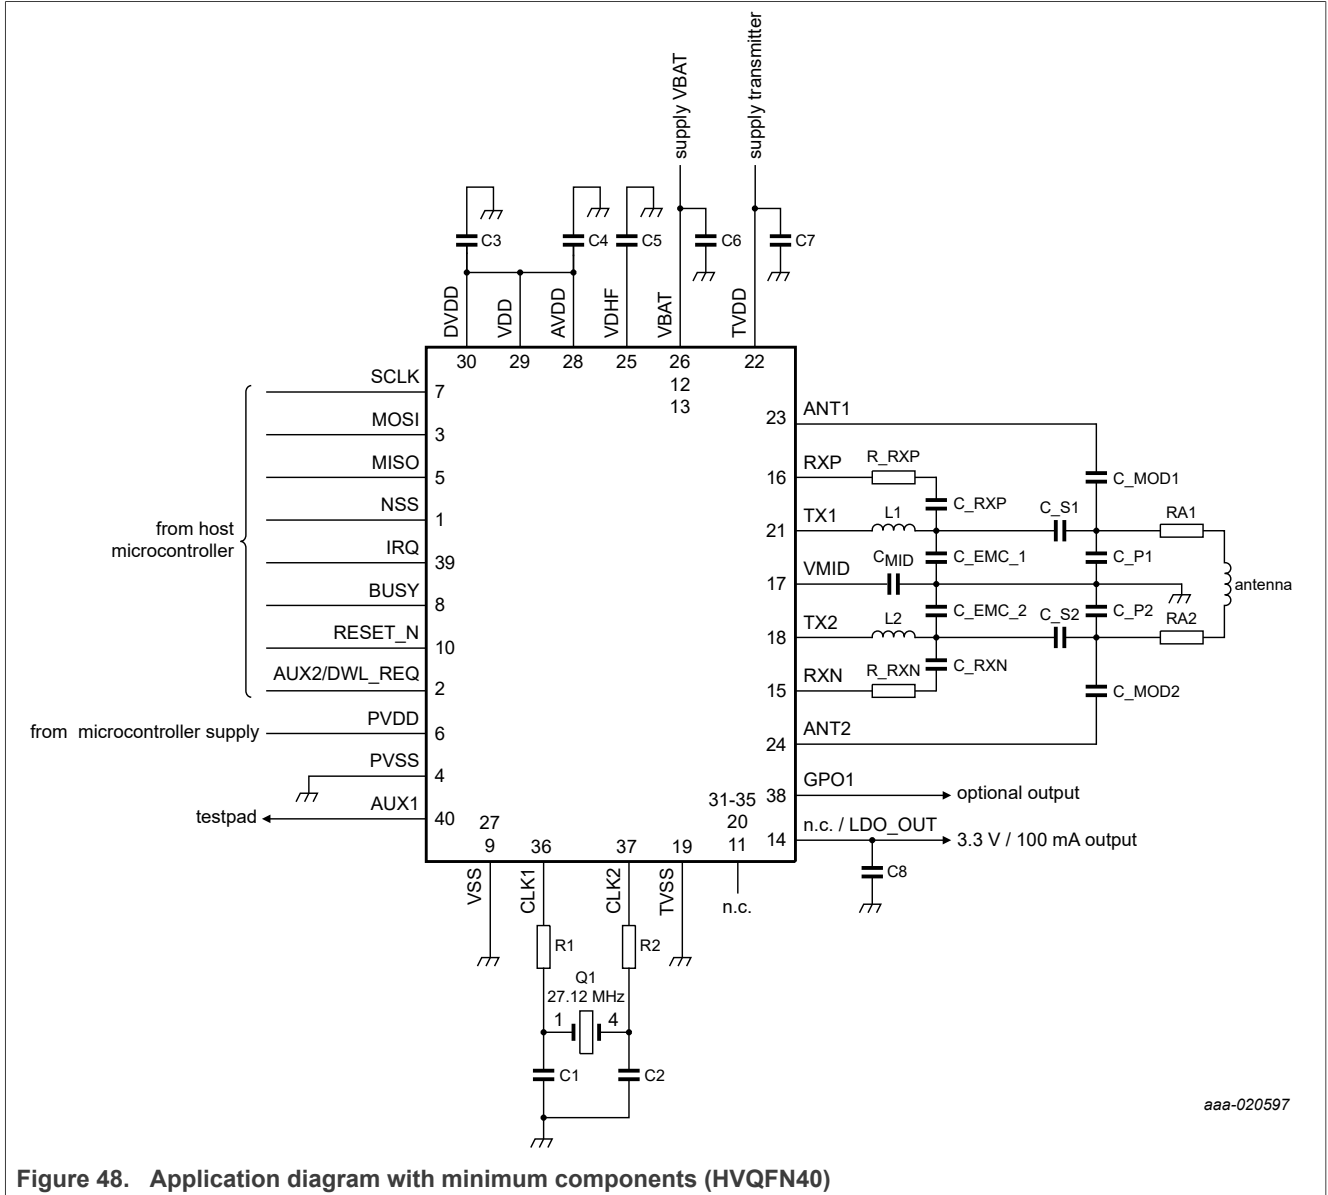 supply VBAT
supply transmitter
C3
C4
C5
C6
C7
DVDD
VDD
AVDD
VDHF
VBAT
TVDD
30
29
28
25
26
22
12
13
SCLK
7
MOSI
3
MISO
5
NSS
1
from host
microcontroller
IRQ
39
BUSY
8
RESET_N
10
AUX2/DWL_REQ
2
from microcontroller supply
PVDD
6
PVSS
4
testpad
AUX1
40
23
ANT1
16
RXP
R_RXP
C_RXP
C_MOD1
21
TX1
L1
C_S1
RA1
17
VMID
CMID
C_EMC_1
C_P1
antenna
18
TX2
L2
C_EMC_2
C_S2
C_P2
RA2
15
RXN
R_RXN
C_RXN
C_MOD2
24
ANT2
38
GPO1
optional output
14
n.c. / LDO_OUT
3.3 V / 100 mA output
C8
31-35
20
11
n.c.
27
9
36
37
19
VSS
CLK1
CLK2
TVSS
R1
R2
Q1
27.12 MHz
1
4
C1
C2
aaa-020597
Figure 48. Application diagram with minimum components (HVQFN40)